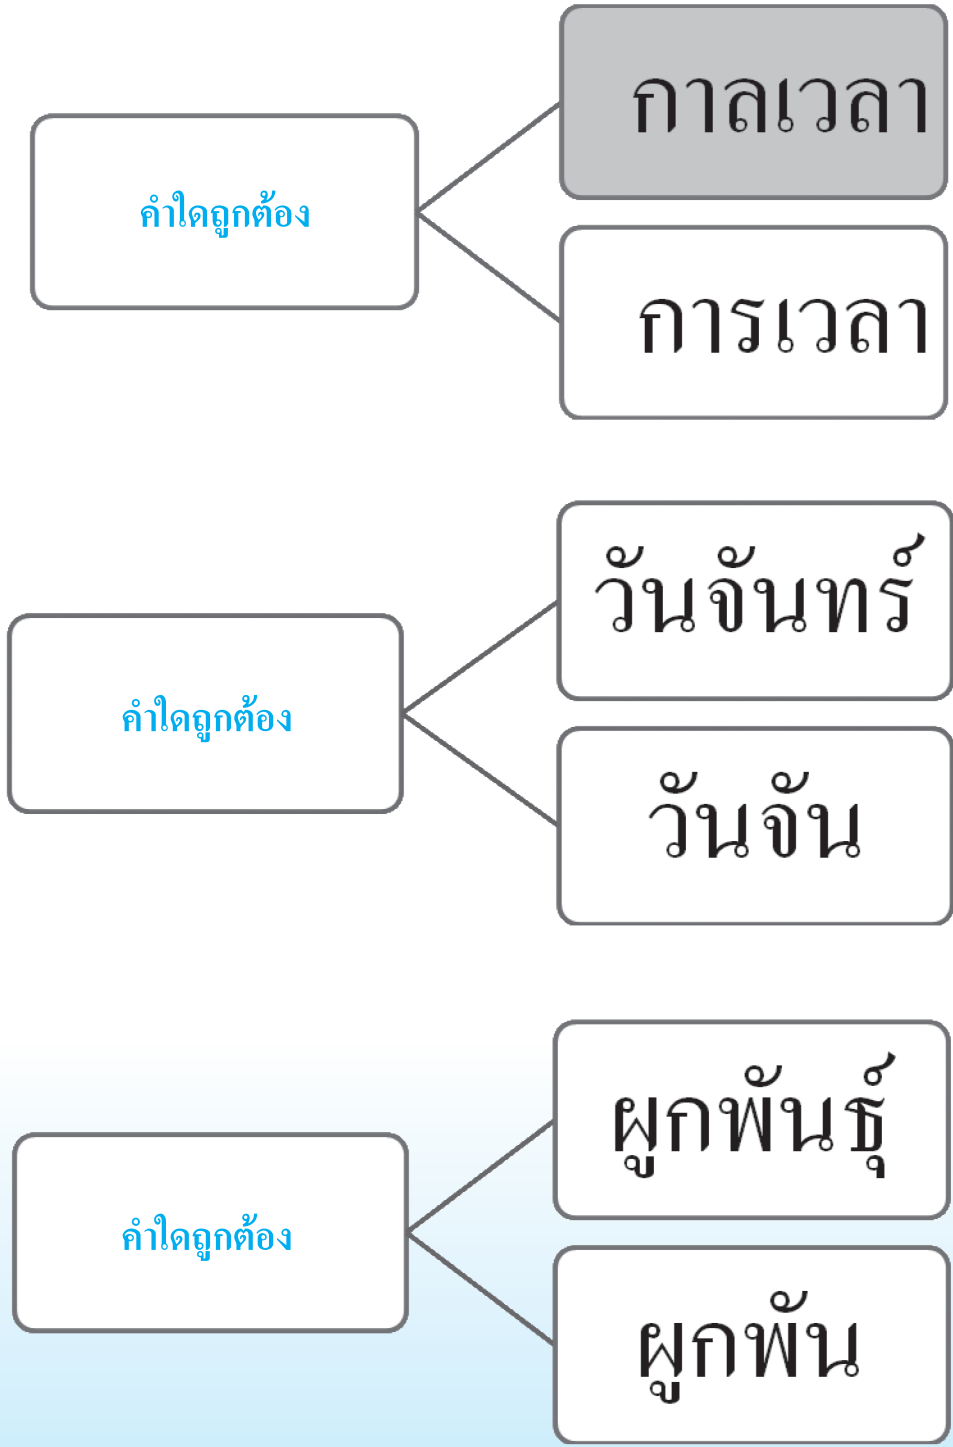 คำใดถูกต้อง
กาลเวลา
การเวลา
คำใดถูกต้อง
วันจันทร์
วันจัน
คำใดถูกต้อง
ผูกพันธุ์
ผูกพัน